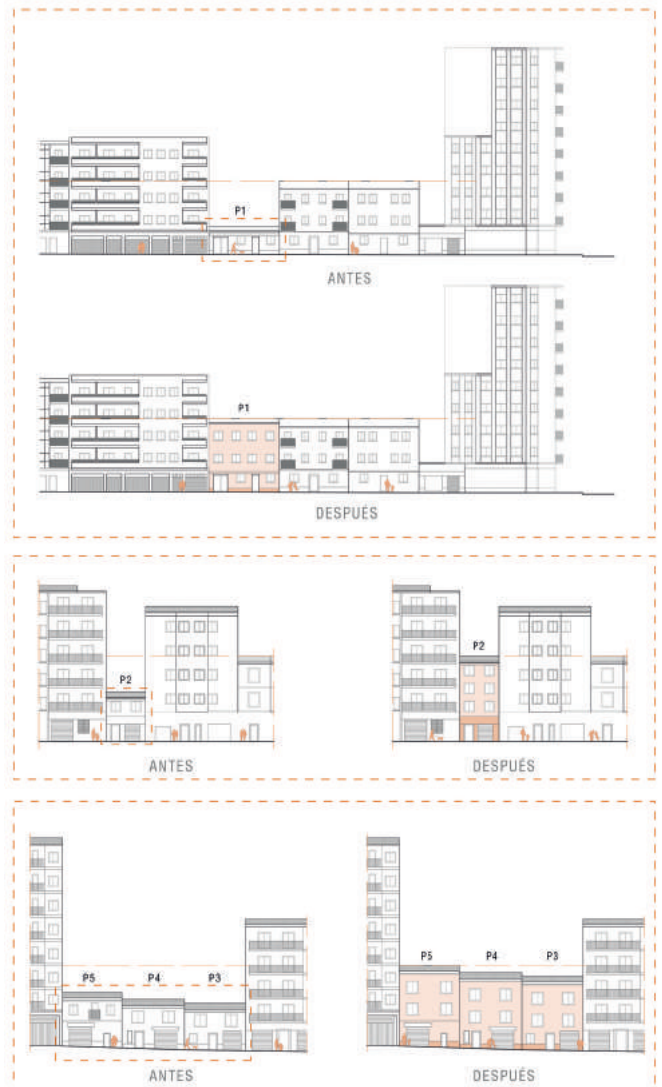 P1
ANTES
P1
DESPUÉS
P2
ANTES
P2
DESPUÉS
P5 P4 P3
ANTES
P5 P4 P3
DESPUÉS